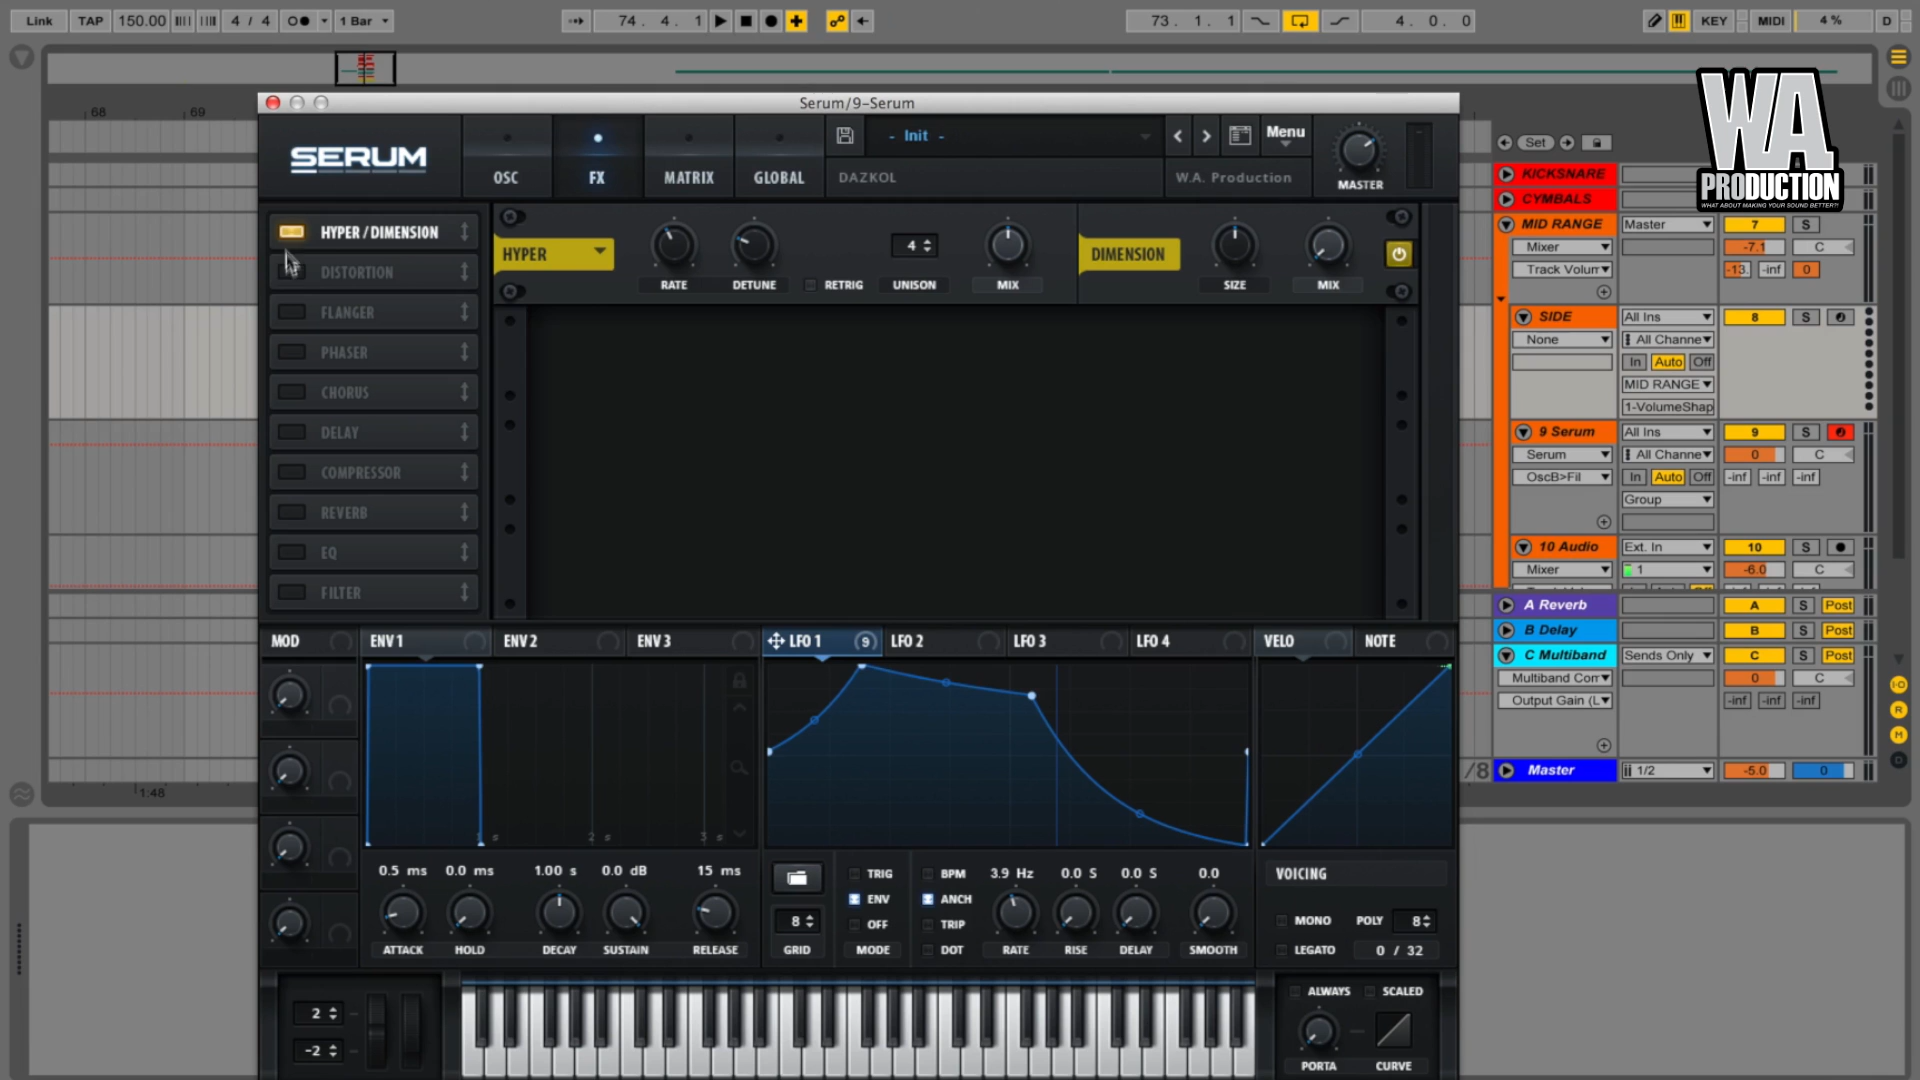 Link TAP 150.00 4 / 4 1 Bar 74. 4. 1 73. 1. 1 4. 0. 0 KEY MIDI 4 % D
68 69
Serum/9-Serum
SERUM OSC FX MATRIX GLOBAL - Init - Menu MASTER
DAZKOL W.A. Production
WA
PRODUCTION
WHAT ABOUT MAKING YOUR SOUND BETTER?!
HYPER / DIMENSION
DISTORTION
FLANGER
PHASER
CHORUS
DELAY
COMPRESSOR
REVERB
EQ
FILTER
HYPER RATE DETUNE RETRIG 4 UNISON MIX DIMENSION SIZE MIX
Set
KICKSNARE
CYMBALS
MID RANGE Master 7 S
Mixer -7.1 C
Track Volum -13. -inf 0
SIDE All Ins 8 S
None All Channe
In Auto Off
MID RANGE
1-VolumeShap
9 Serum All Ins 9 S
Serum All Channe 0 C
OscB>Fil In Auto Off -inf -inf -inf
Group
10 Audio Ext. In 10 S
Mixer 1 -6.0 C
A Reverb A S Post
B Delay B S Post
C Multiband Sends Only C S Post
Multiband Com 0 C
Output Gain (L -inf -inf -inf
/8 Master 1/2 -5.0 0
I-O
R
M
D
1:48
MOD ENV 1 ENV 2 ENV 3 LFO 1 9 LFO 2 LFO 3 LFO 4 VELO NOTE
1 s 2 s 3 s
0.5 ms 0.0 ms 1.00 s 0.0 dB 15 ms
ATTACK HOLD DECAY SUSTAIN RELEASE
8 GRID
TRIG
ENV
OFF
MODE
BPM
ANCH
TRIP
DOT
3.9 Hz 0.0 S 0.0 S 0.0
RATE RISE DELAY SMOOTH
VOICING
MONO POLY 8
LEGATO 0 / 32
2
-2
ALWAYS SCALED
PORTA CURVE